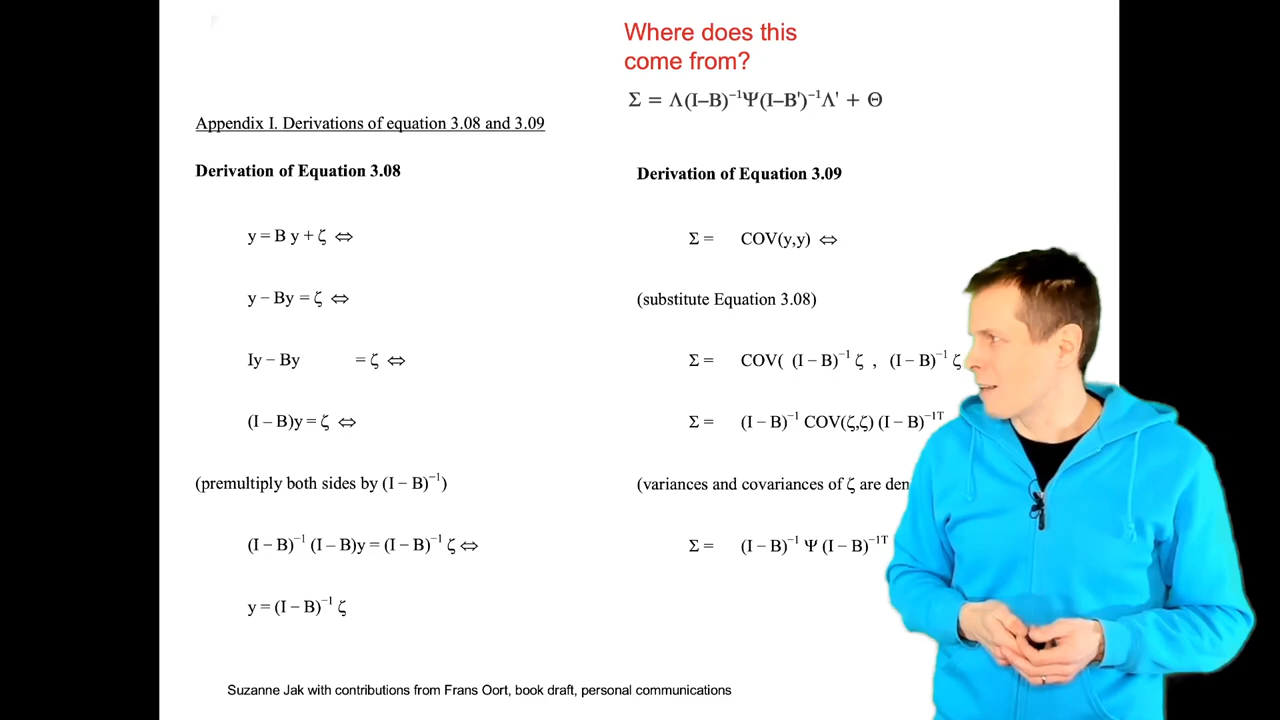 Where does this
come from?
Σ = Λ(I–B)⁻¹Ψ(I–B')⁻¹Λ' + Θ
Appendix I. Derivations of equation 3.08 and 3.09
Derivation of Equation 3.08
y = B y + ζ ⇔
y − By = ζ ⇔
Iy − By = ζ ⇔
(I – B)y = ζ ⇔
(premultiply both sides by (I − B)⁻¹)
(I − B)⁻¹ (I – B)y = (I − B)⁻¹ ζ ⇔
y = (I − B)⁻¹ ζ
Derivation of Equation 3.09
Σ = COV(y,y) ⇔
(substitute Equation 3.08)
Σ = COV( (I − B)⁻¹ ζ , (I − B)⁻¹ ζ
Σ = (I − B)⁻¹ COV(ζ,ζ) (I − B)⁻¹ᵀ
(variances and covariances of ζ are
Σ = (I − B)⁻¹ Ψ (I − B)⁻¹ᵀ
Suzanne Jak with contributions from Frans Oort, book draft, personal communications